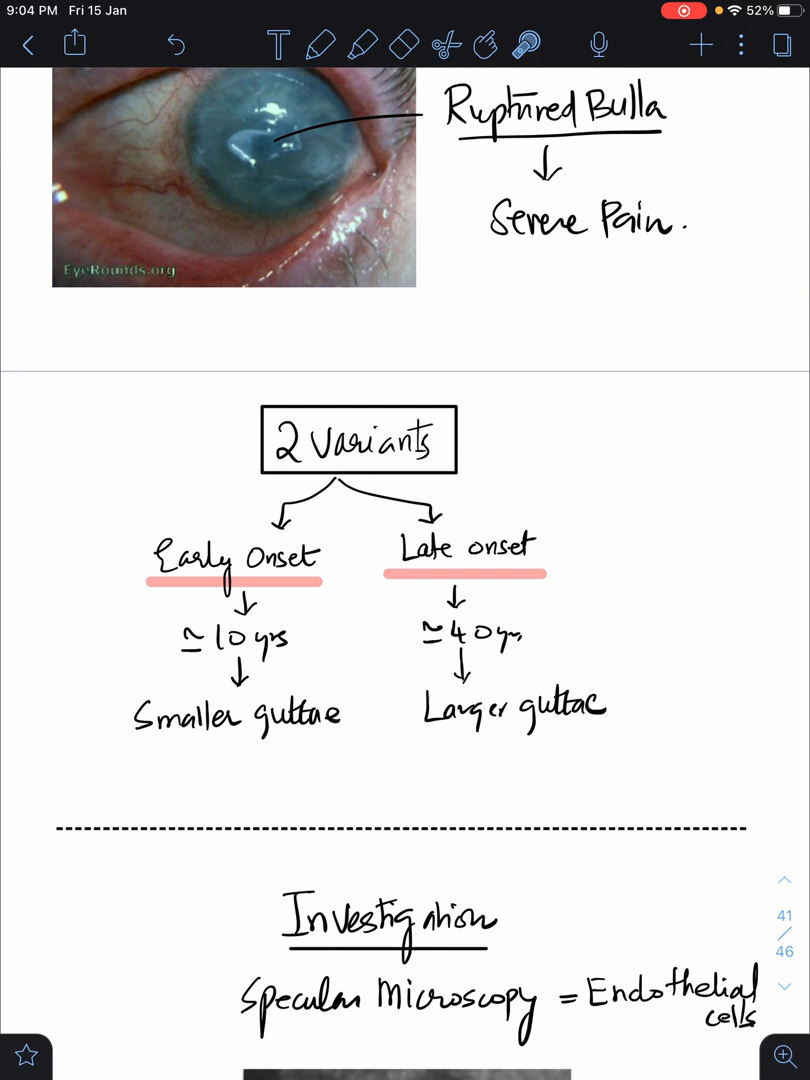 9:04 PM Fri 15 Jan
52%
T
Ruptured Bulla
Severe Pain.
EyeRounds.org
2 Variants
Early Onset
Late onset
≃ 10 yrs
≃ 40 yrs
Smaller guttae
Larger guttae
Investigation
41
/
46
Specular Microscopy = Endothelial
cells